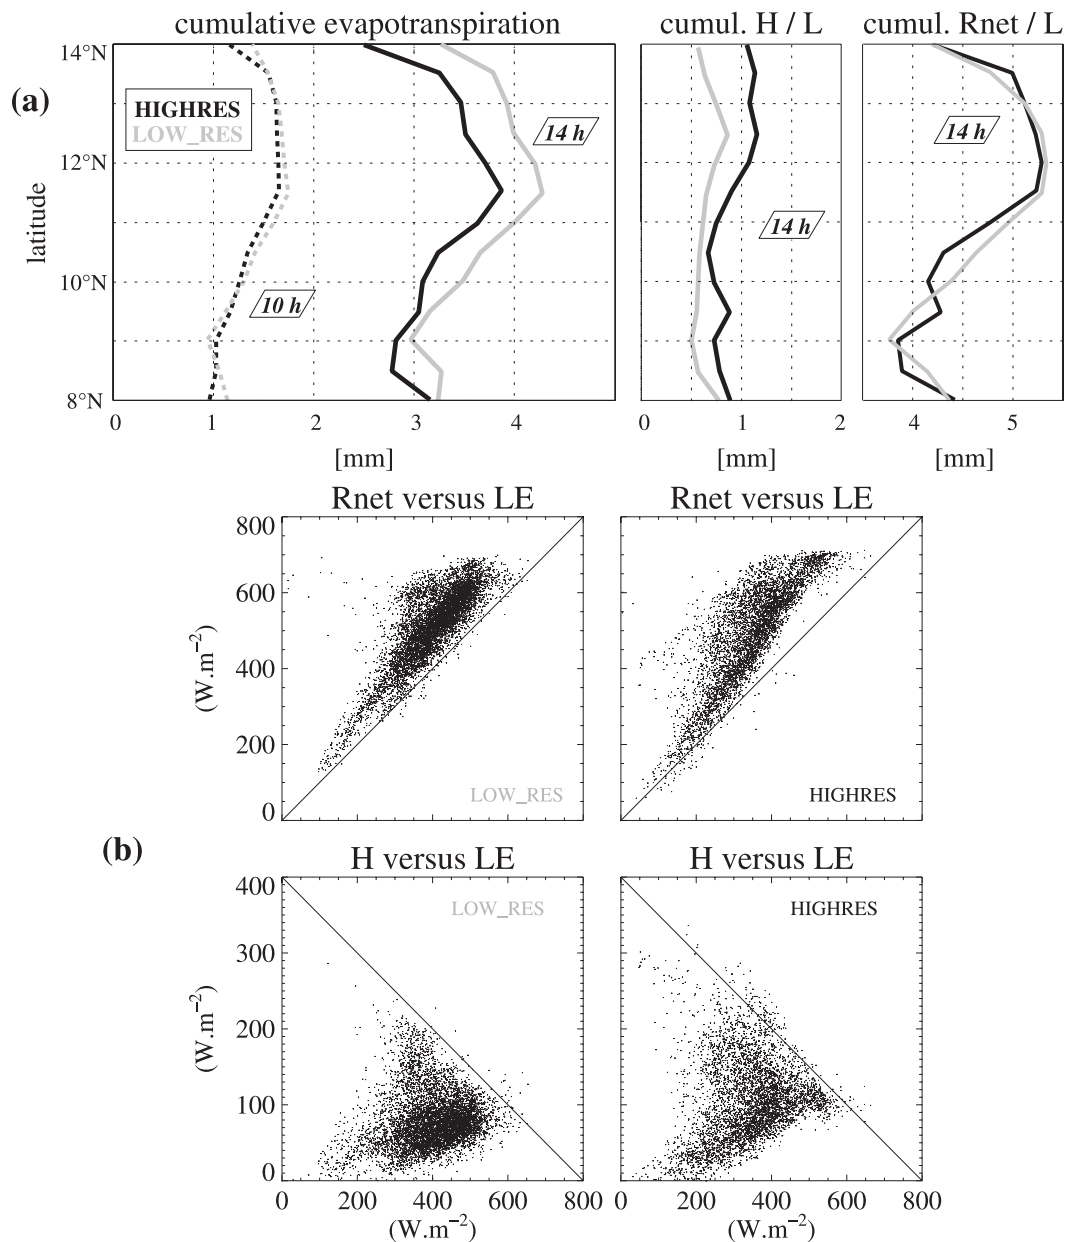 cumulative evapotranspiration cumul. H / L cumul. Rnet / L
(a)
14°N
12°N
10°N
8°N
latitude
HIGHRES
LOW_RES
14 h
10 h
14 h
14 h
0 1 2 3 4 0 1 2 4 5
[mm] [mm] [mm]
Rnet versus LE Rnet versus LE
800
600
400
200
0
(W.m−2)
LOW_RES HIGHRES
(b)
H versus LE H versus LE
400
300
200
100
0
(W.m−2)
LOW_RES HIGHRES
0 200 400 600 800 0 200 400 600 800
(W.m−2) (W.m−2)